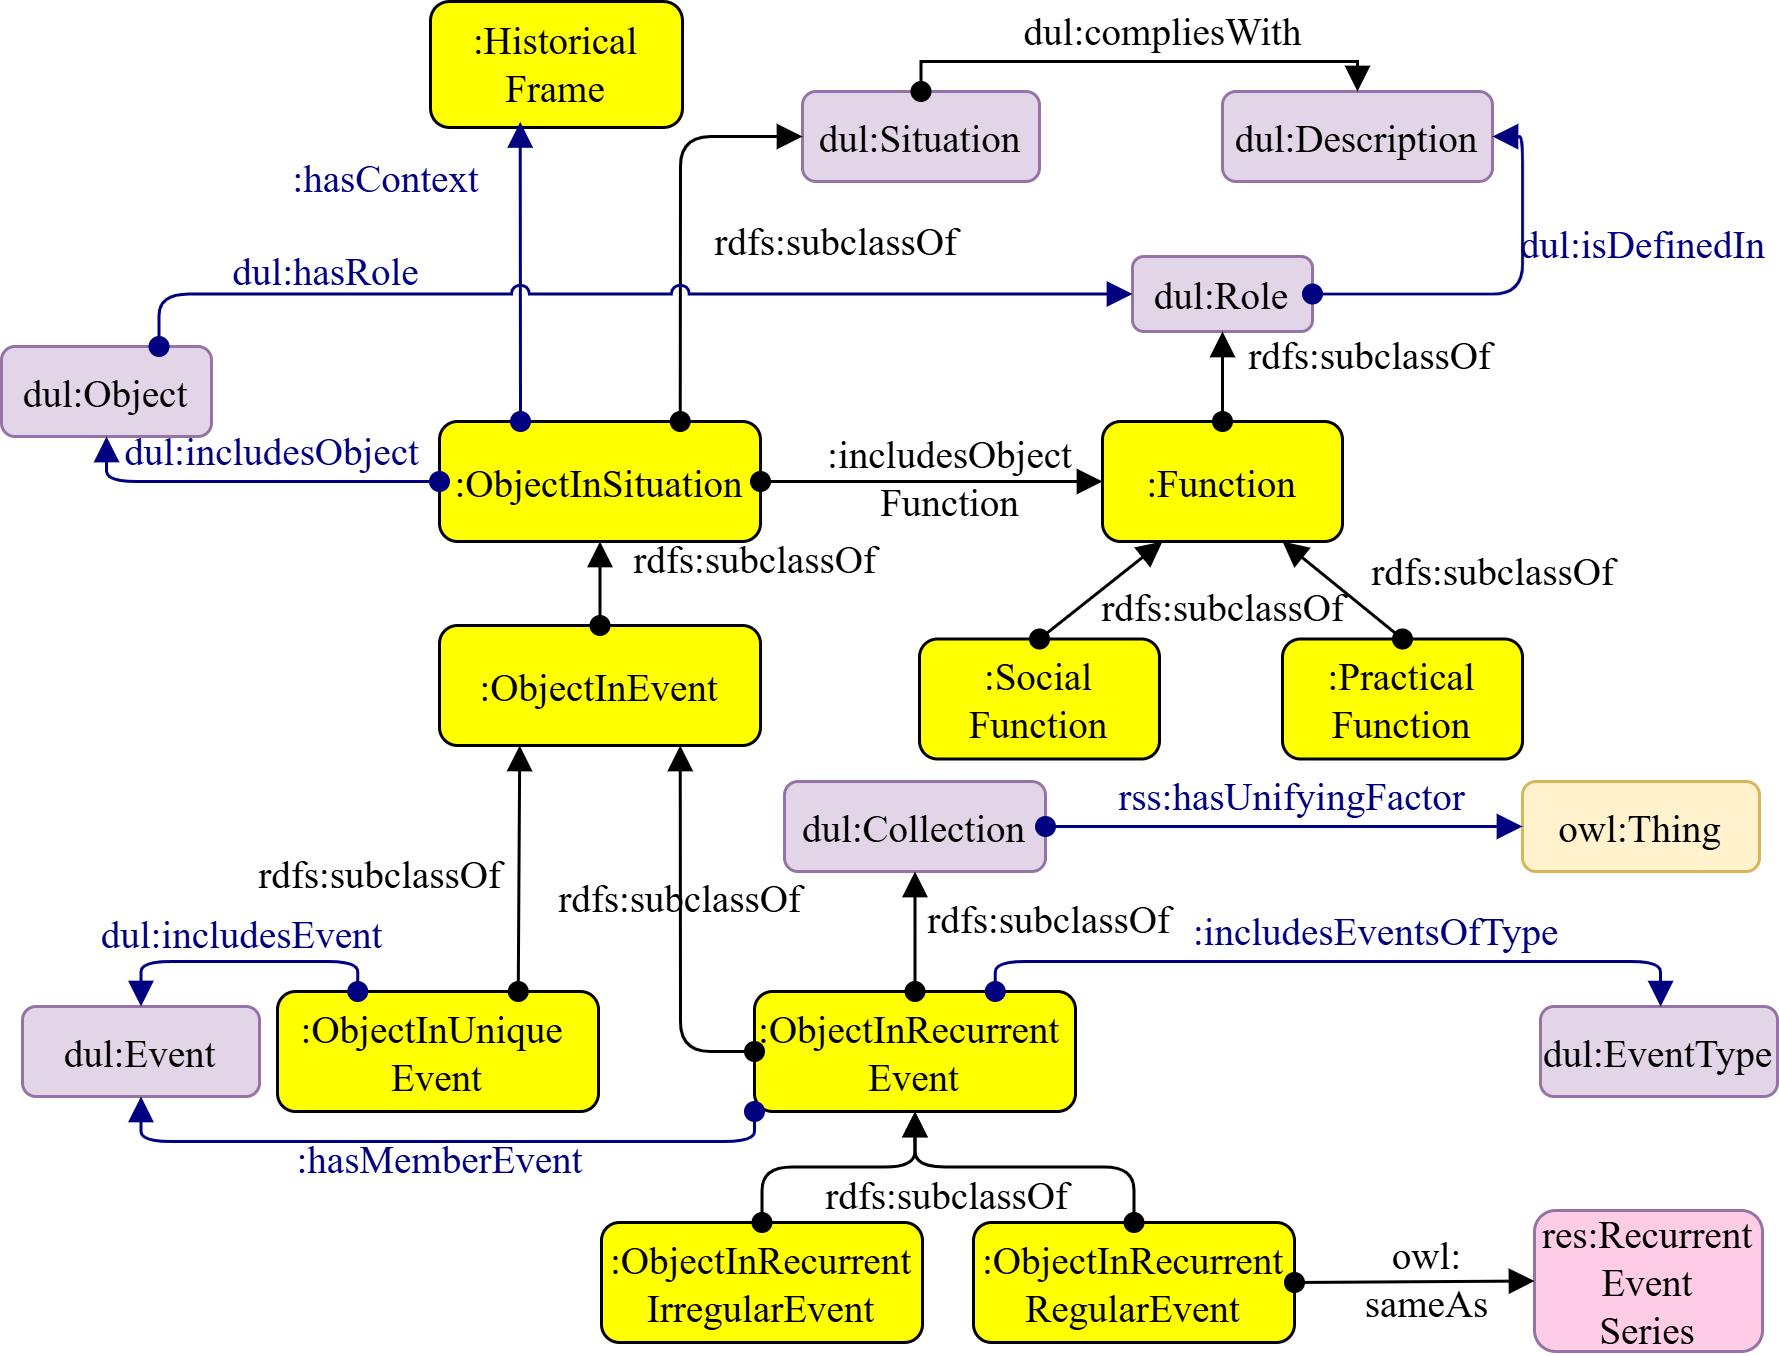 :Historical
Frame
dul:compliesWith
dul:Situation
dul:Description
:hasContext
rdfs:subclassOf
dul:isDefinedIn
dul:hasRole
dul:Role
rdfs:subclassOf
dul:Object
dul:includesObject
:ObjectInSituation
:includesObject
Function
:Function
rdfs:subclassOf
rdfs:subclassOf
rdfs:subclassOf
:ObjectInEvent
:Social
Function
:Practical
Function
dul:Collection
rss:hasUnifyingFactor
owl:Thing
rdfs:subclassOf
rdfs:subclassOf
rdfs:subclassOf
dul:includesEvent
:includesEventsOfType
dul:Event
:ObjectInUnique
Event
:ObjectInRecurrent
Event
dul:EventType
:hasMemberEvent
rdfs:subclassOf
:ObjectInRecurrent
IrregularEvent
:ObjectInRecurrent
RegularEvent
owl:
sameAs
res:Recurrent
Event
Series